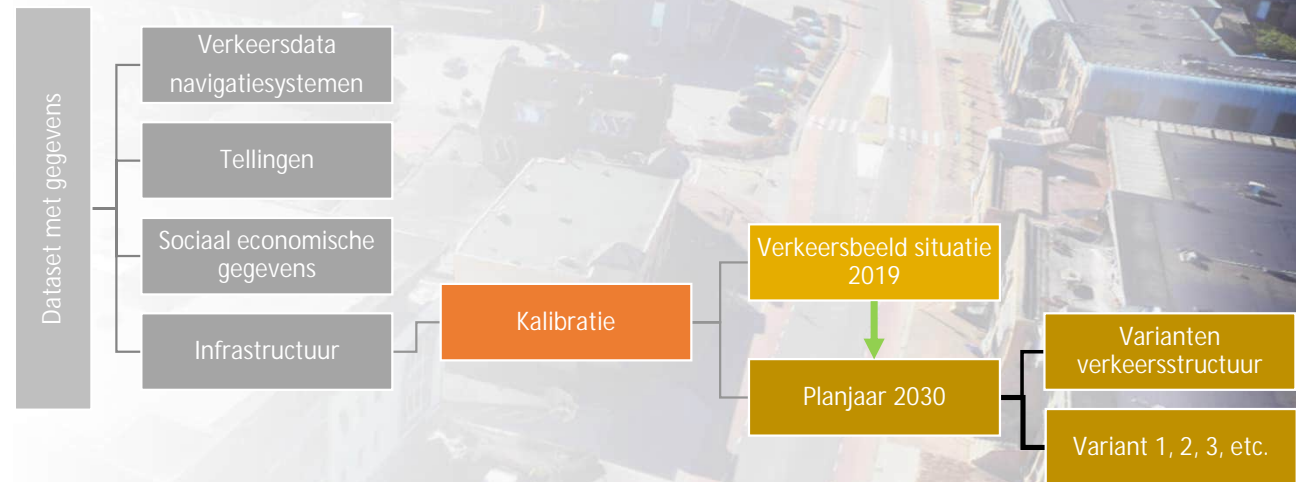 Dataset met gegevens
Verkeersdata
navigatiesystemen
Tellingen
Sociaal economische
gegevens
Infrastructuur
Kalibratie
Verkeersbeeld situatie
2019
Planjaar 2030
Varianten
verkeersstructuur
Variant 1, 2, 3, etc.